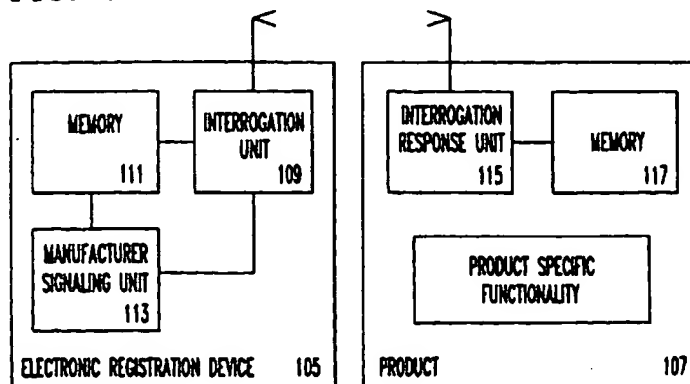 MEMORY
111
INTERROGATION
UNIT
109
MANUFACTURER
SIGNALING UNIT
113
ELECTRONIC REGISTRATION DEVICE 105
INTERROGATION
RESPONSE UNIT
115
MEMORY
117
PRODUCT SPECIFIC
FUNCTIONALITY
PRODUCT 107